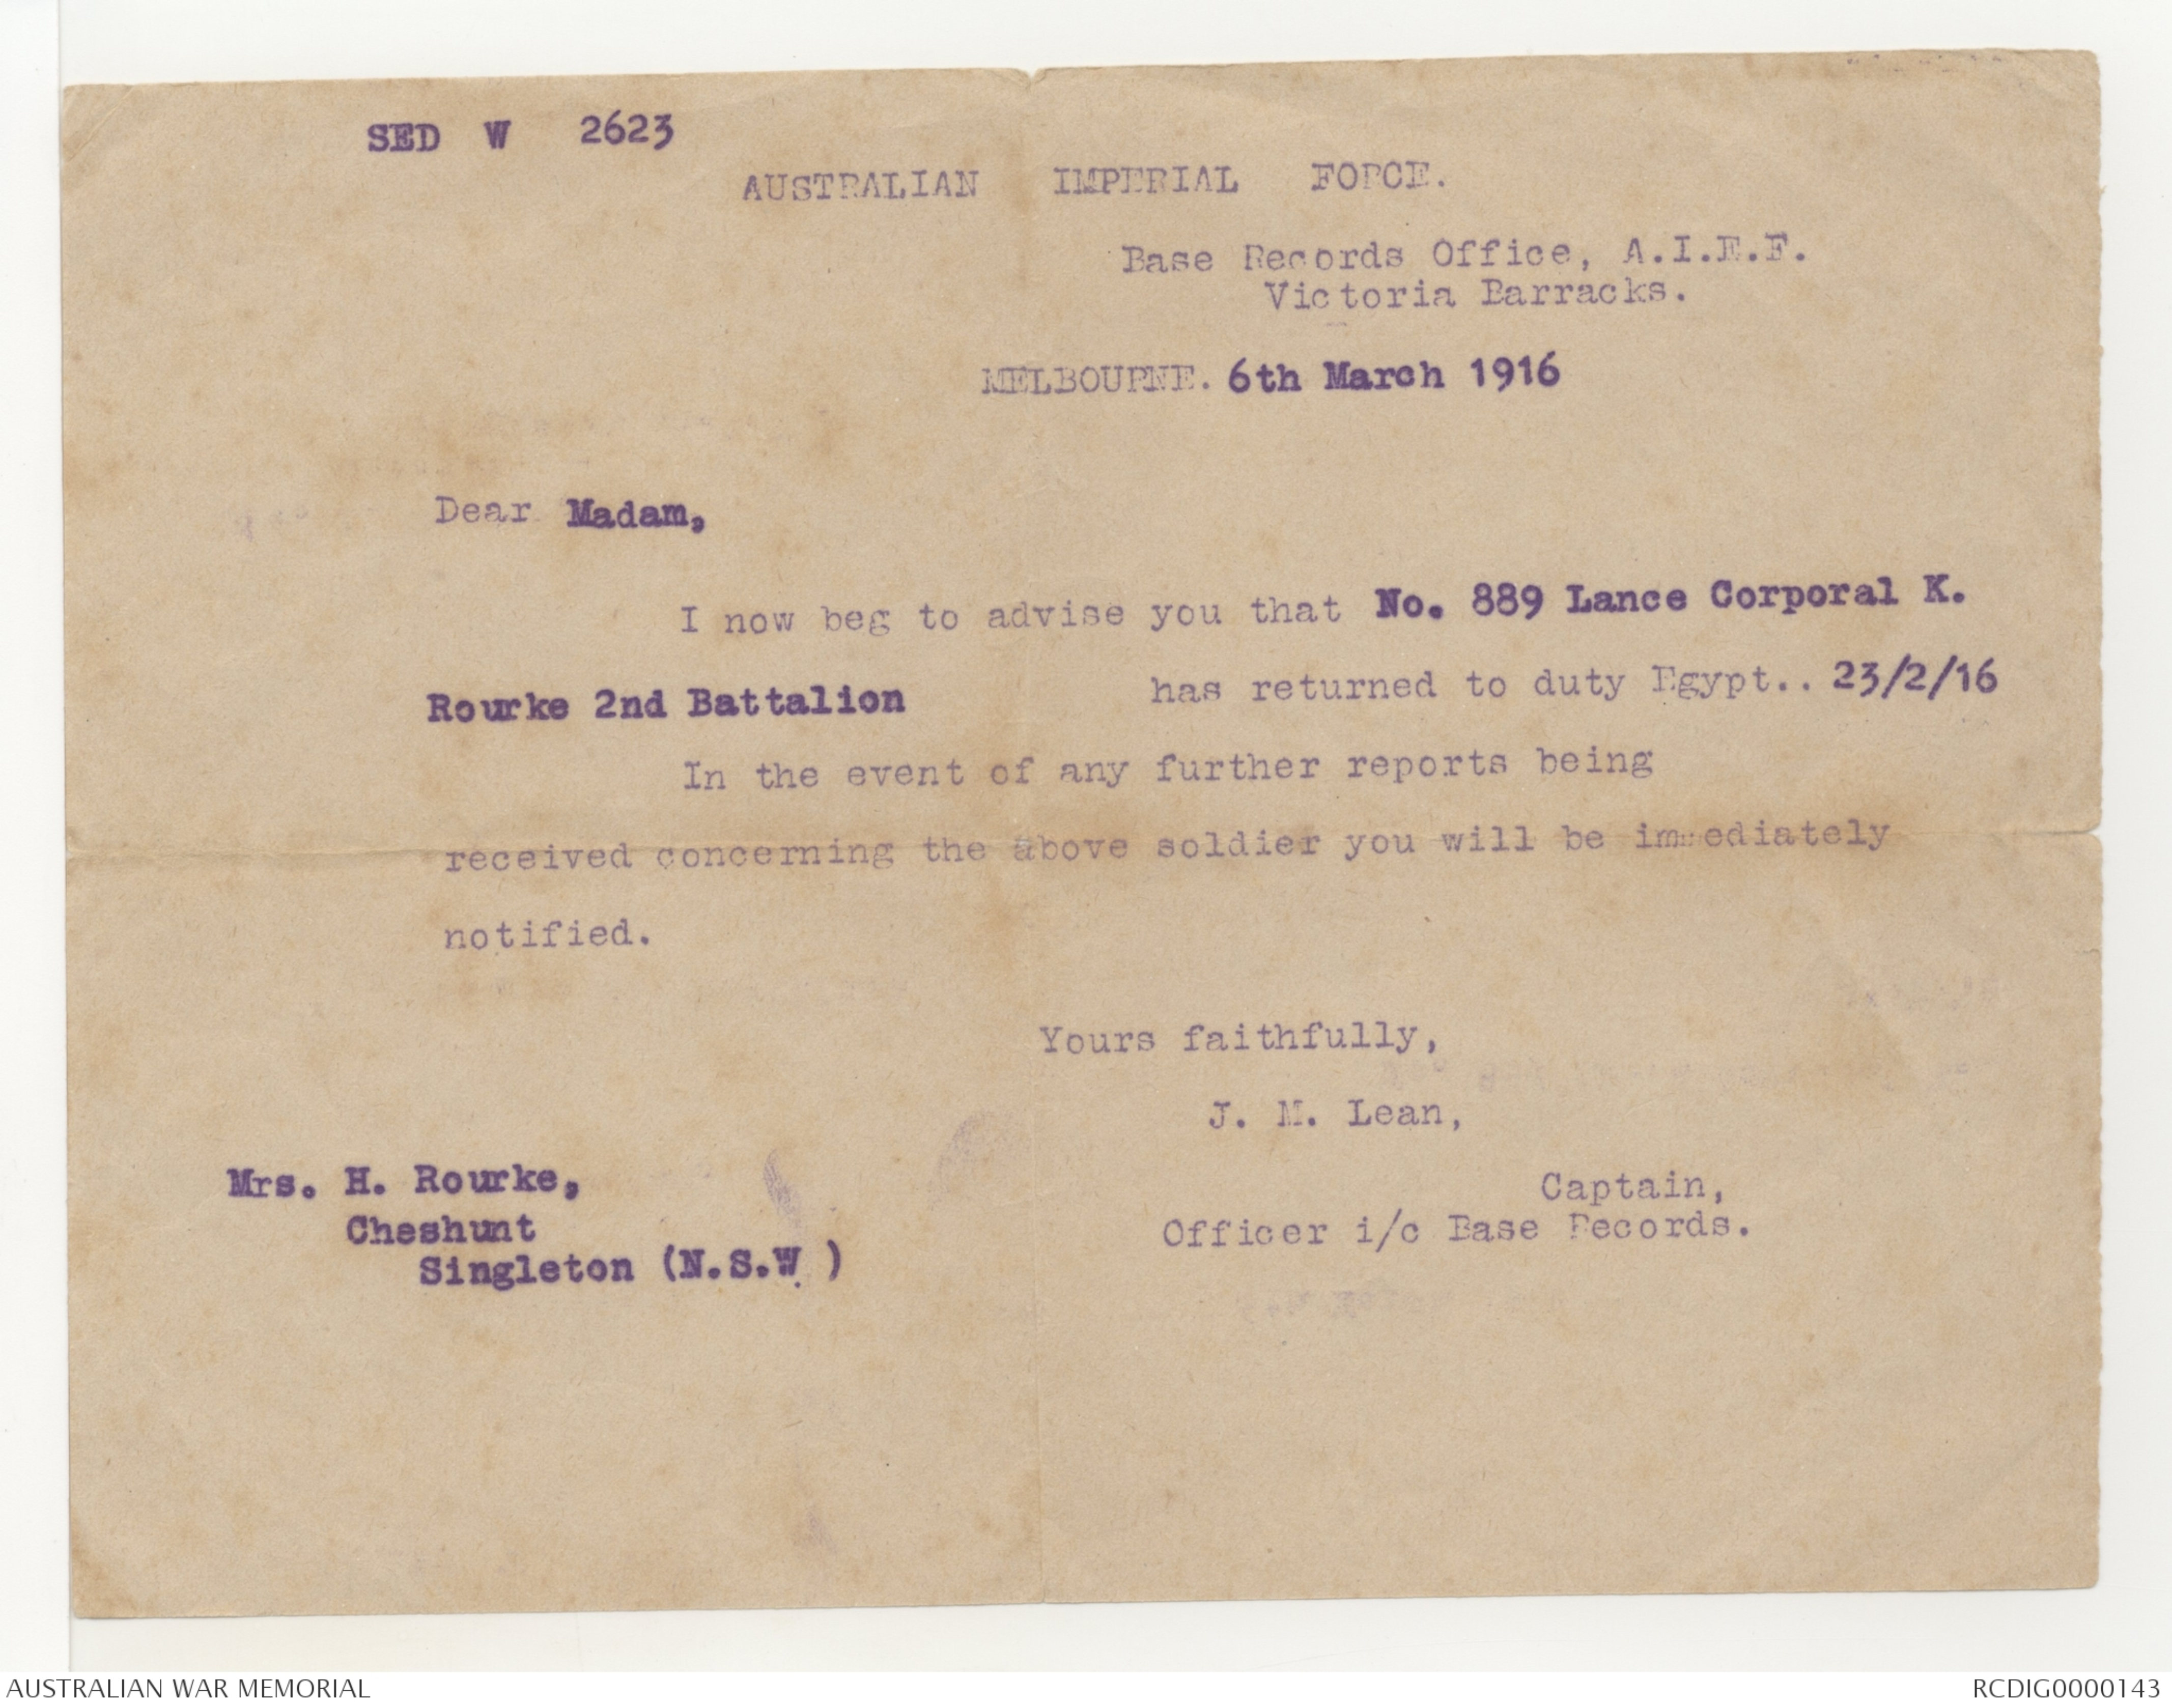 SED W 2623
AUSTRALIAN IMPERIAL FORCE.
Base Records Office, A.I.E.F.
Victoria Barracks.
MELBOURNE. 6th March 1916
Dear Madam,
I now beg to advise you that No. 889 Lance Corporal K.
Rourke 2nd Battalion has returned to duty Egypt.. 23/2/16
In the event of any further reports being
received concerning the above soldier you will be immediately
notified.
Yours faithfully,
J. M. Lean,
Captain,
Officer i/c Base Records.
Mrs. H. Rourke,
Cheshunt
Singleton (N.S.W.)
AUSTRALIAN WAR MEMORIAL
RCDIG0000143